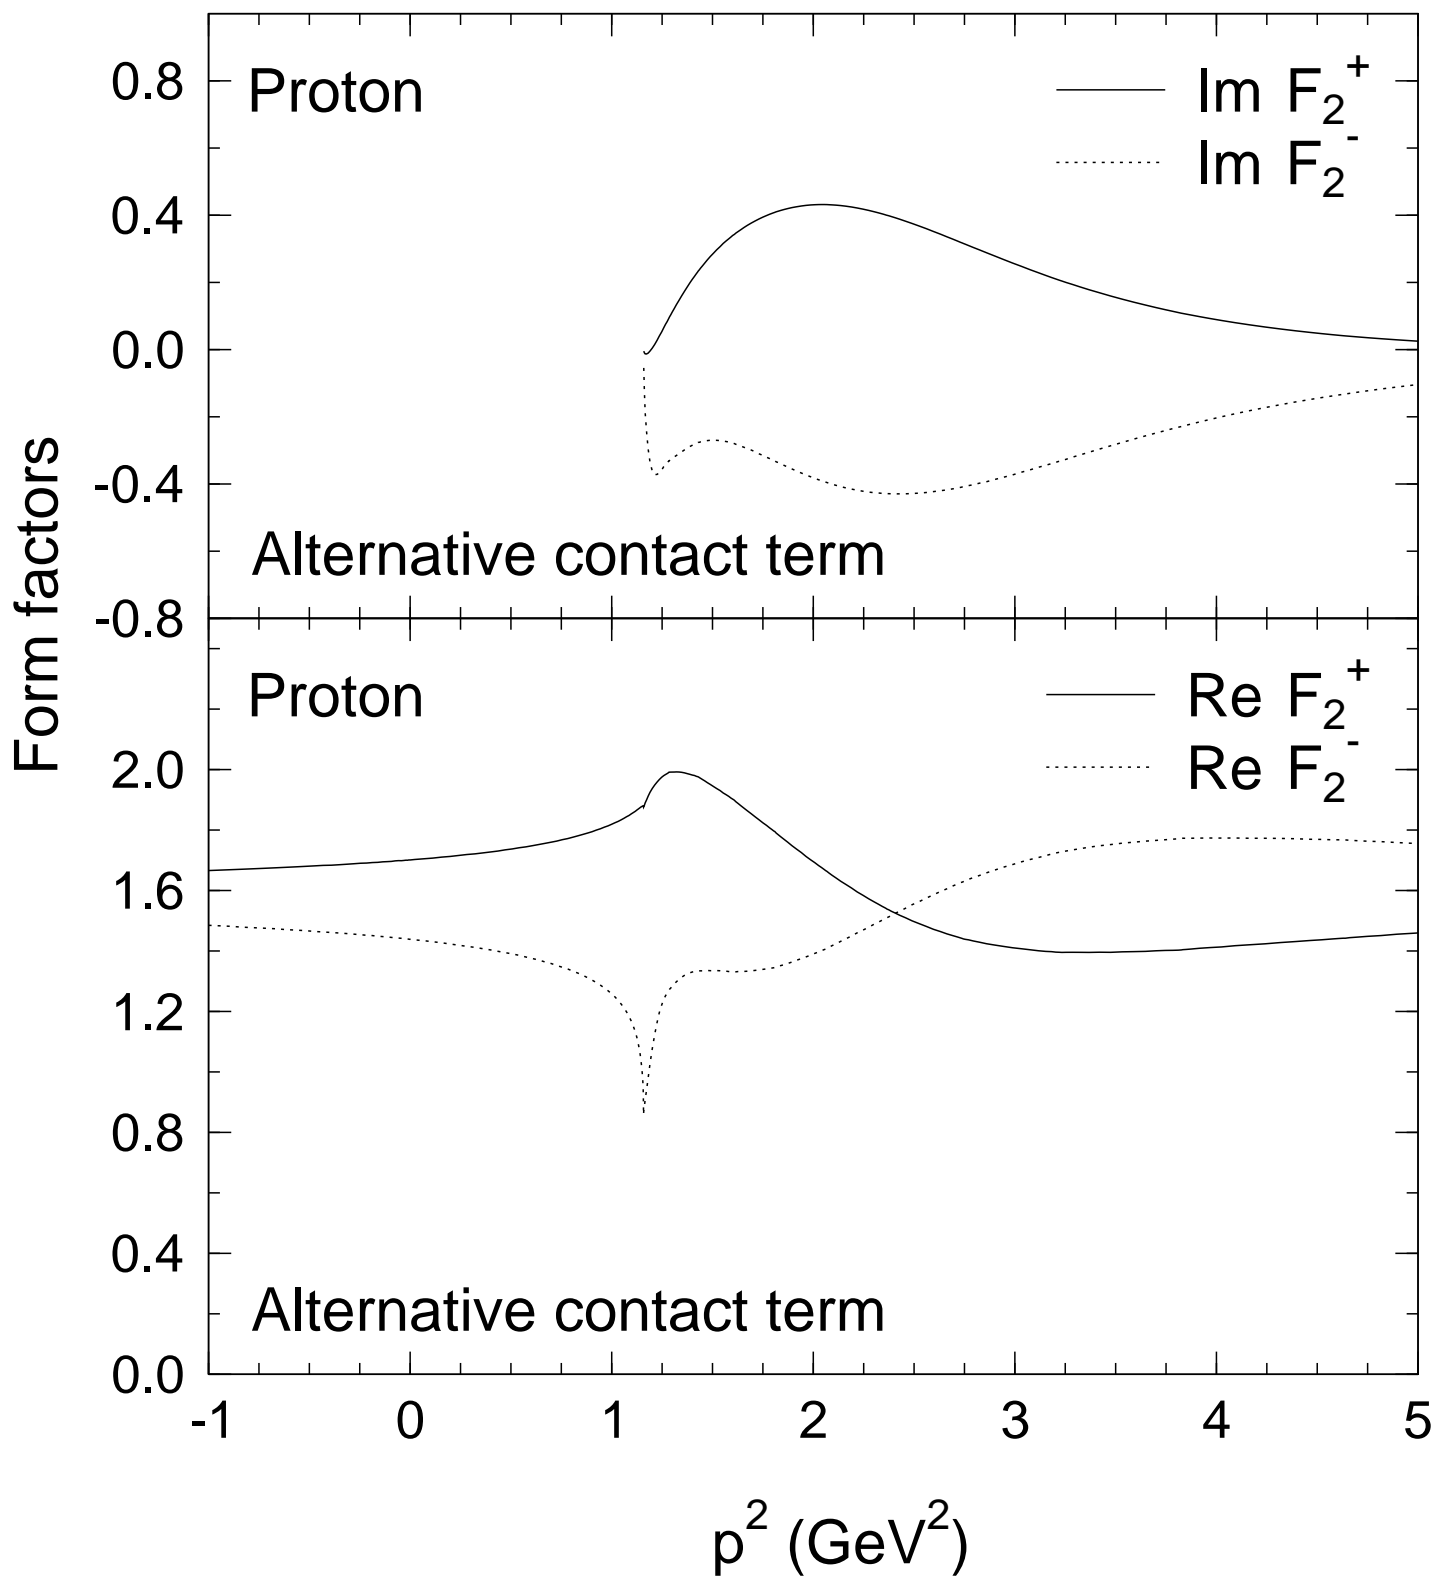 Form factors
0.8
0.4
0.0
-0.4
-0.8
Proton
Im F₂⁺
Im F₂⁻
Alternative contact term
2.0
1.6
1.2
0.8
0.4
0.0
Proton
Re F₂⁺
Re F₂⁻
Alternative contact term
-1 0 1 2 3 4 5
p² (GeV²)